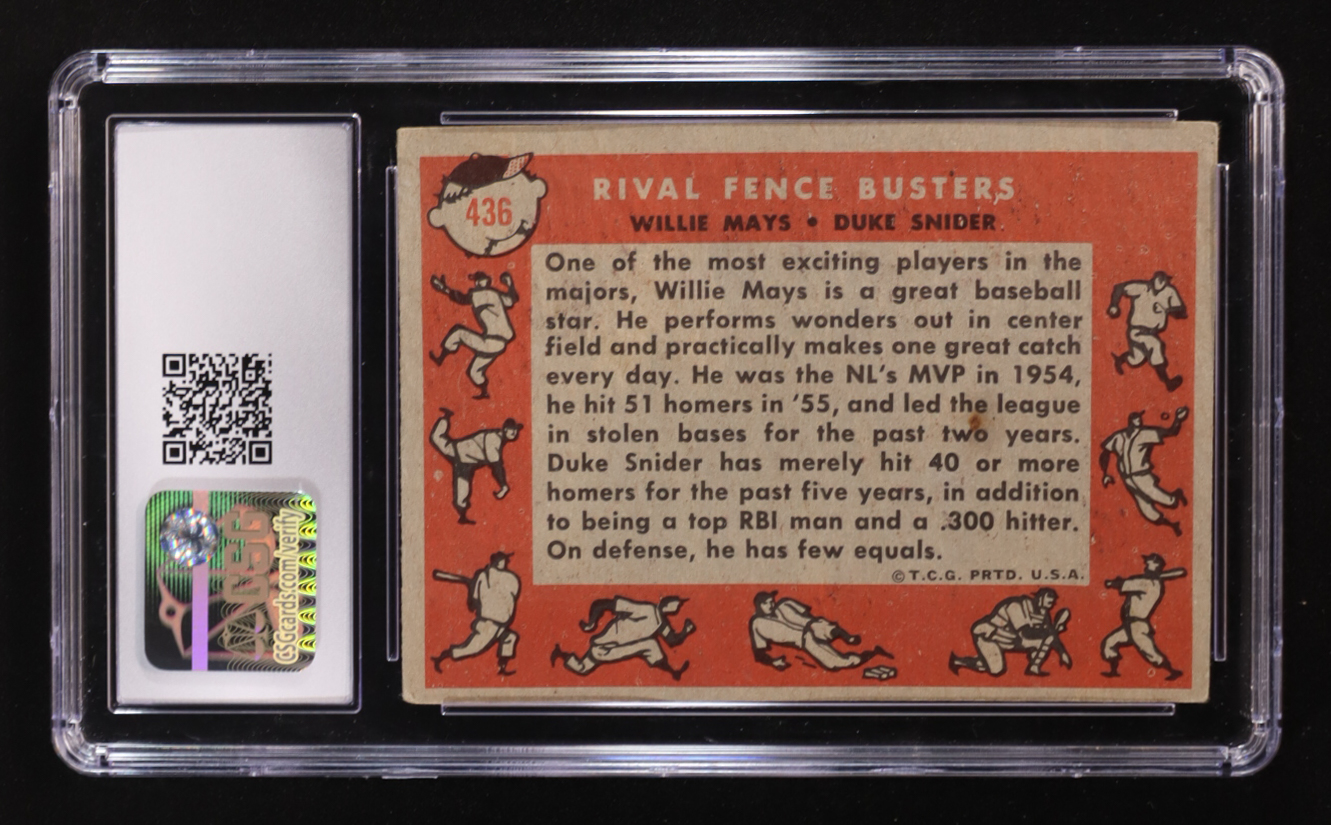 436
RIVAL FENCE BUSTERS
WILLIE MAYS • DUKE SNIDER
One of the most exciting players in the
majors, Willie Mays is a great baseball
star. He performs wonders out in center
field and practically makes one great catch
every day. He was the NL's MVP in 1954,
he hit 51 homers in '55, and led the league
in stolen bases for the past two years.
Duke Snider has merely hit 40 or more
homers for the past five years, in addition
to being a top RBI man and a .300 hitter.
On defense, he has few equals.
© T.C.G. PRTD. U.S.A.
CSG
CSGcards.com/verify